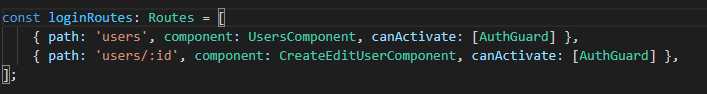 const loginRoutes: Routes = [
    { path: 'users', component: UsersComponent, canActivate: [AuthGuard] },
    { path: 'users/:id', component: CreateEditUserComponent, canActivate: [AuthGuard] },
];